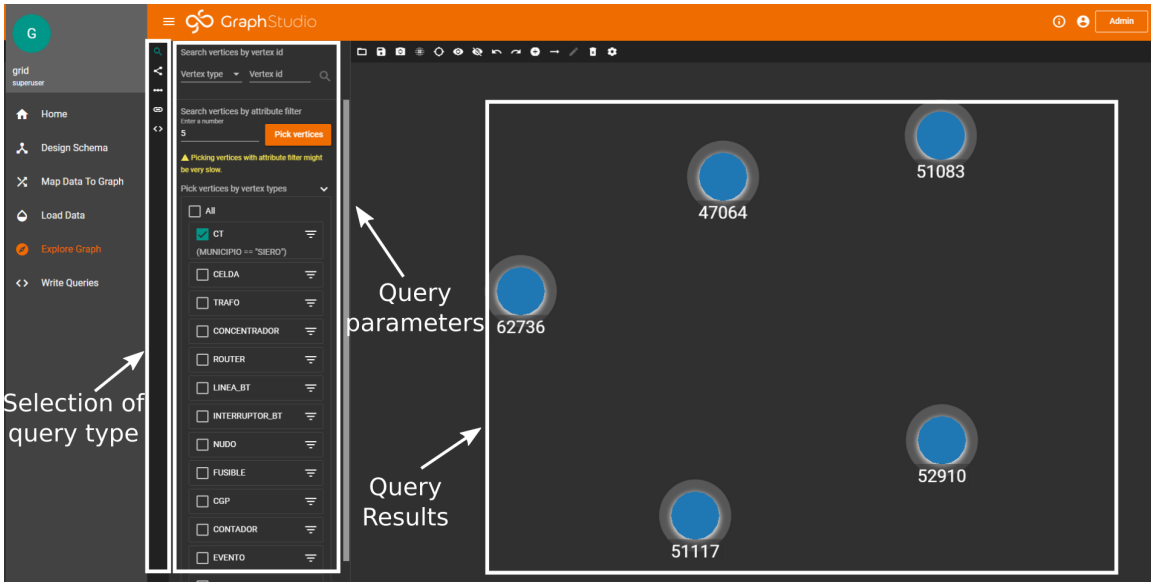 G
grid
superuser
Home
Design Schema
Map Data To Graph
Load Data
Explore Graph
Write Queries
GraphStudio
Admin
Search vertices by vertex id
Vertex type
Vertex id
Search vertices by attribute filter
Enter a number
5
Pick vertices
Picking vertices with attribute filter might
be very slow.
Pick vertices by vertex types
All
CT
(MUNICIPIO == "SIERO")
CELDA
TRAFO
CONCENTRADOR
ROUTER
LINEA_BT
INTERRUPTOR_BT
NUDO
FUSIBLE
CGP
CONTADOR
EVENTO
Selection of
query type
Query
parameters
Query
Results
51083
47064
62736
52910
51117